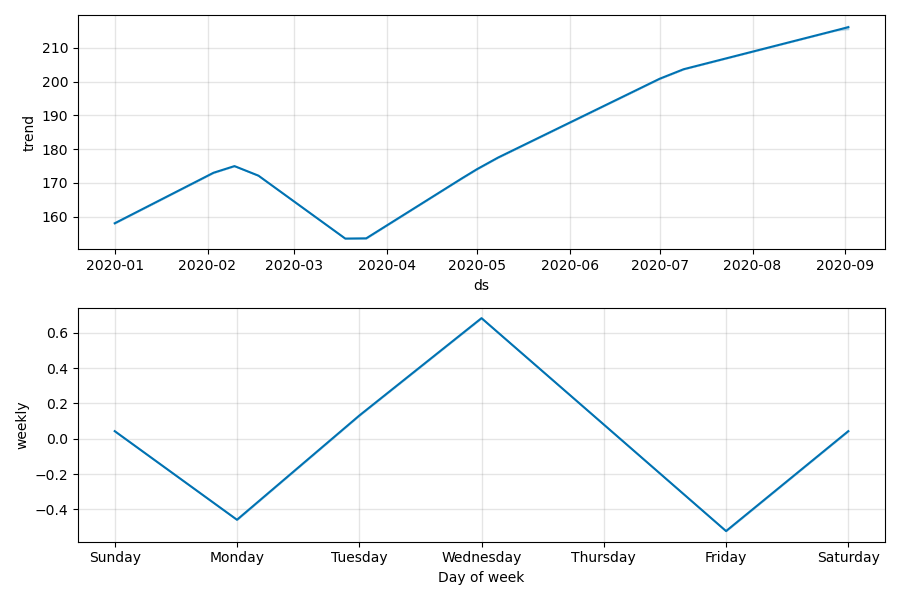 210
200
190
180
170
160
trend
2020-01 2020-02 2020-03 2020-04 2020-05 2020-06 2020-07 2020-08 2020-09
ds
0.6
0.4
0.2
0.0
−0.2
−0.4
weekly
Sunday Monday Tuesday Wednesday Thursday Friday Saturday
Day of week